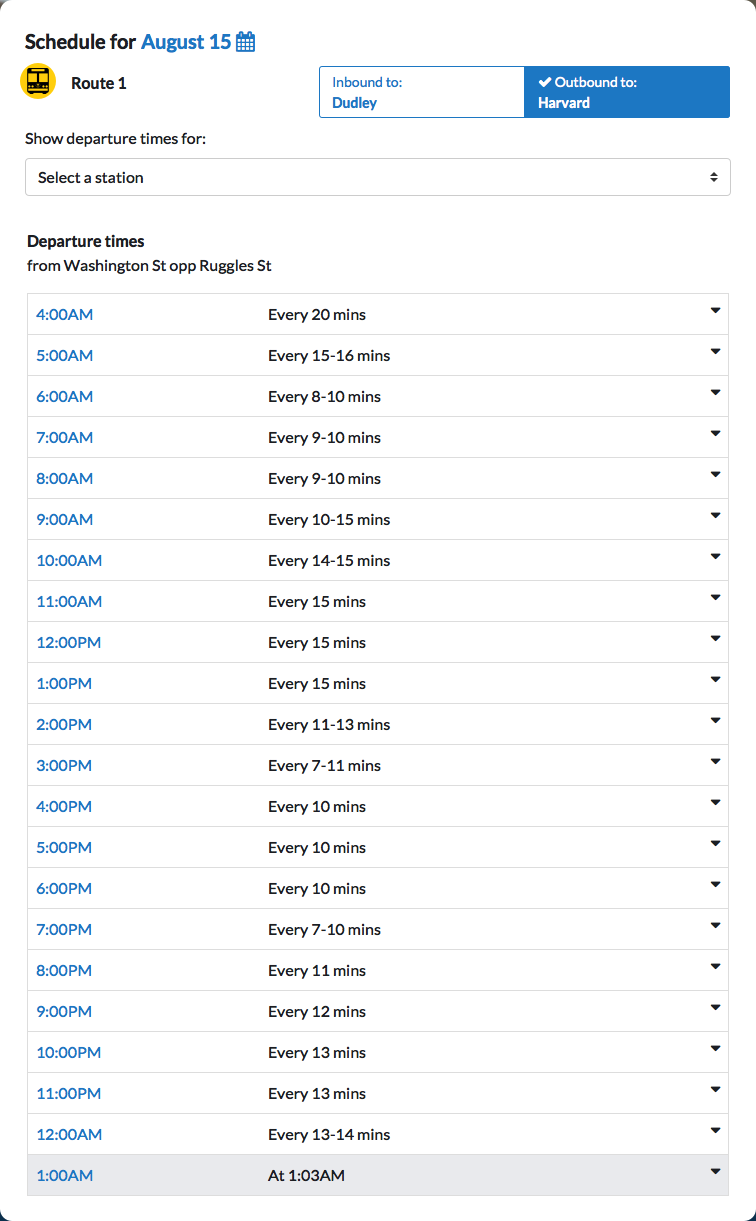 Schedule for August 15
Route 1
Inbound to:
Dudley
Outbound to:
Harvard
Show departure times for:
Select a station
Departure times
from Washington St opp Ruggles St
4:00AM Every 20 mins
5:00AM Every 15-16 mins
6:00AM Every 8-10 mins
7:00AM Every 9-10 mins
8:00AM Every 9-10 mins
9:00AM Every 10-15 mins
10:00AM Every 14-15 mins
11:00AM Every 15 mins
12:00PM Every 15 mins
1:00PM Every 15 mins
2:00PM Every 11-13 mins
3:00PM Every 7-11 mins
4:00PM Every 10 mins
5:00PM Every 10 mins
6:00PM Every 10 mins
7:00PM Every 7-10 mins
8:00PM Every 11 mins
9:00PM Every 12 mins
10:00PM Every 13 mins
11:00PM Every 13 mins
12:00AM Every 13-14 mins
1:00AM At 1:03AM